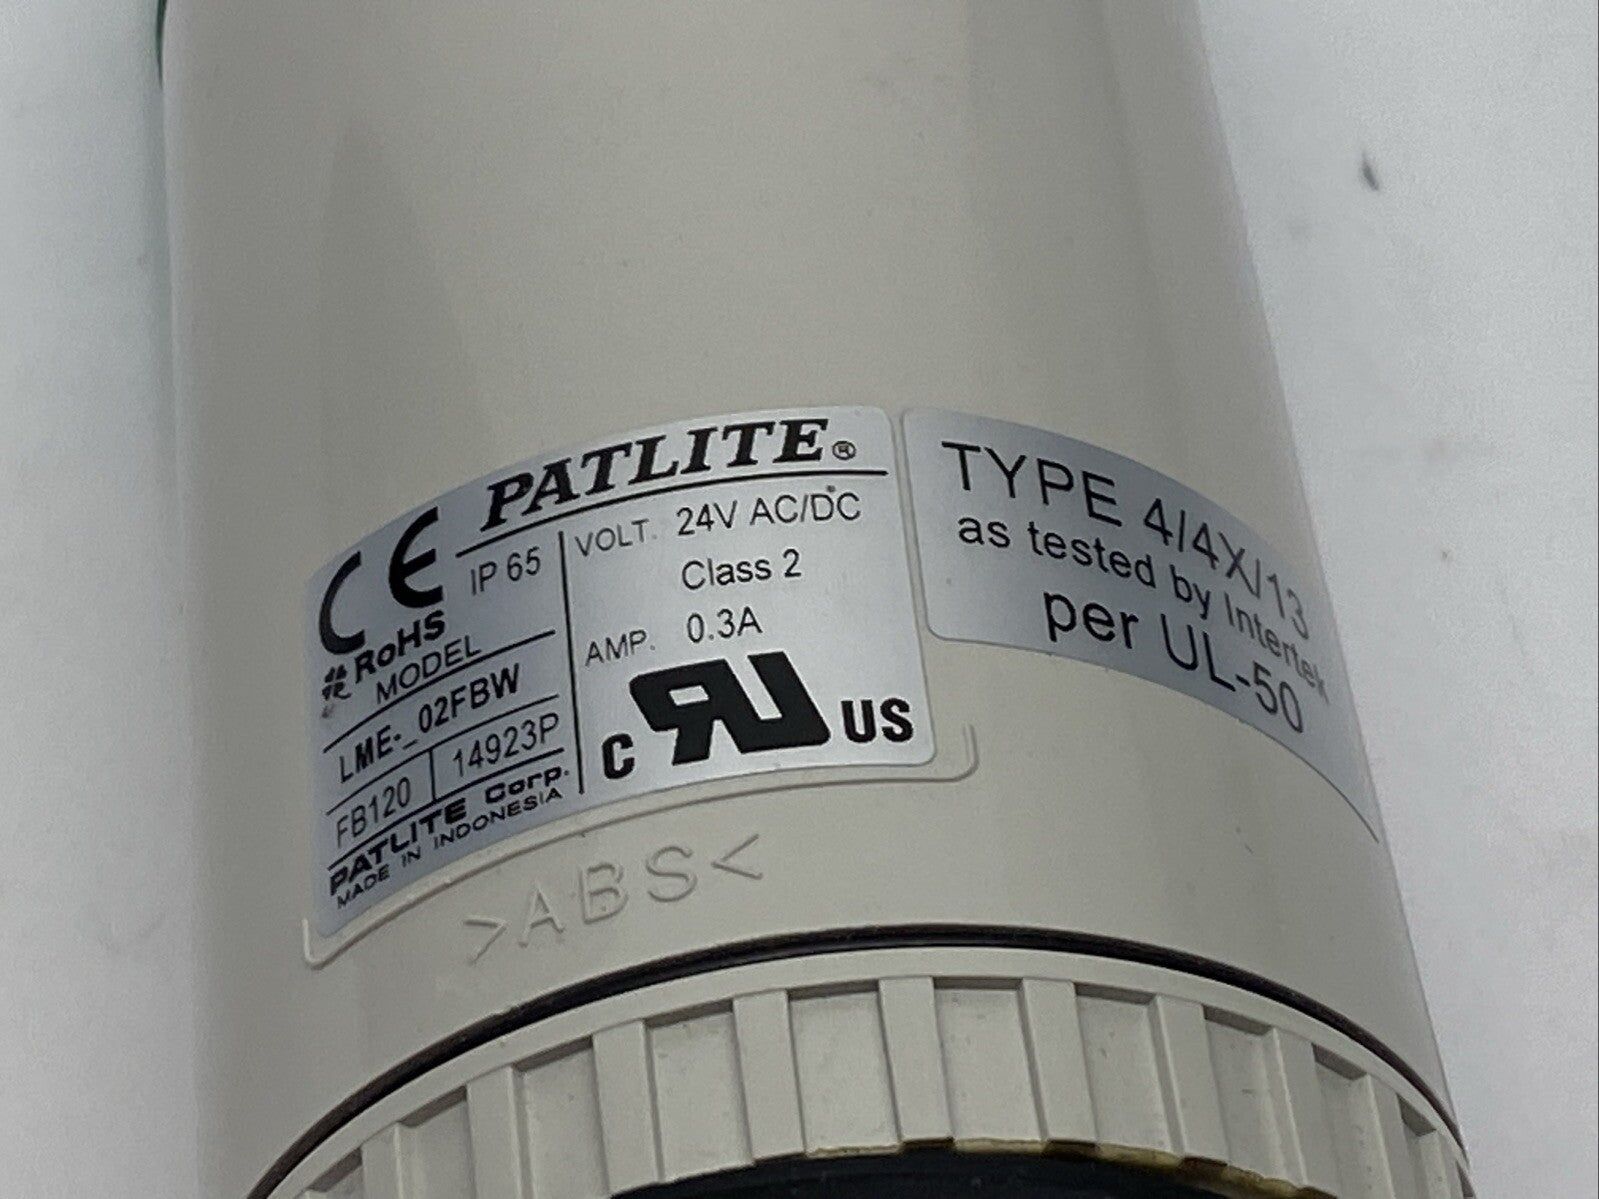 PATLITE®
CE
IP 65
RoHS
MODEL
LME-_02FBW
FB120 14923P
PATLITE Corp.
MADE IN INDONESIA
VOLT. 24V AC/DC
Class 2
AMP. 0.3A
C RU US
TYPE 4/4X/13
as tested by Intertek
per UL-50
>ABS<